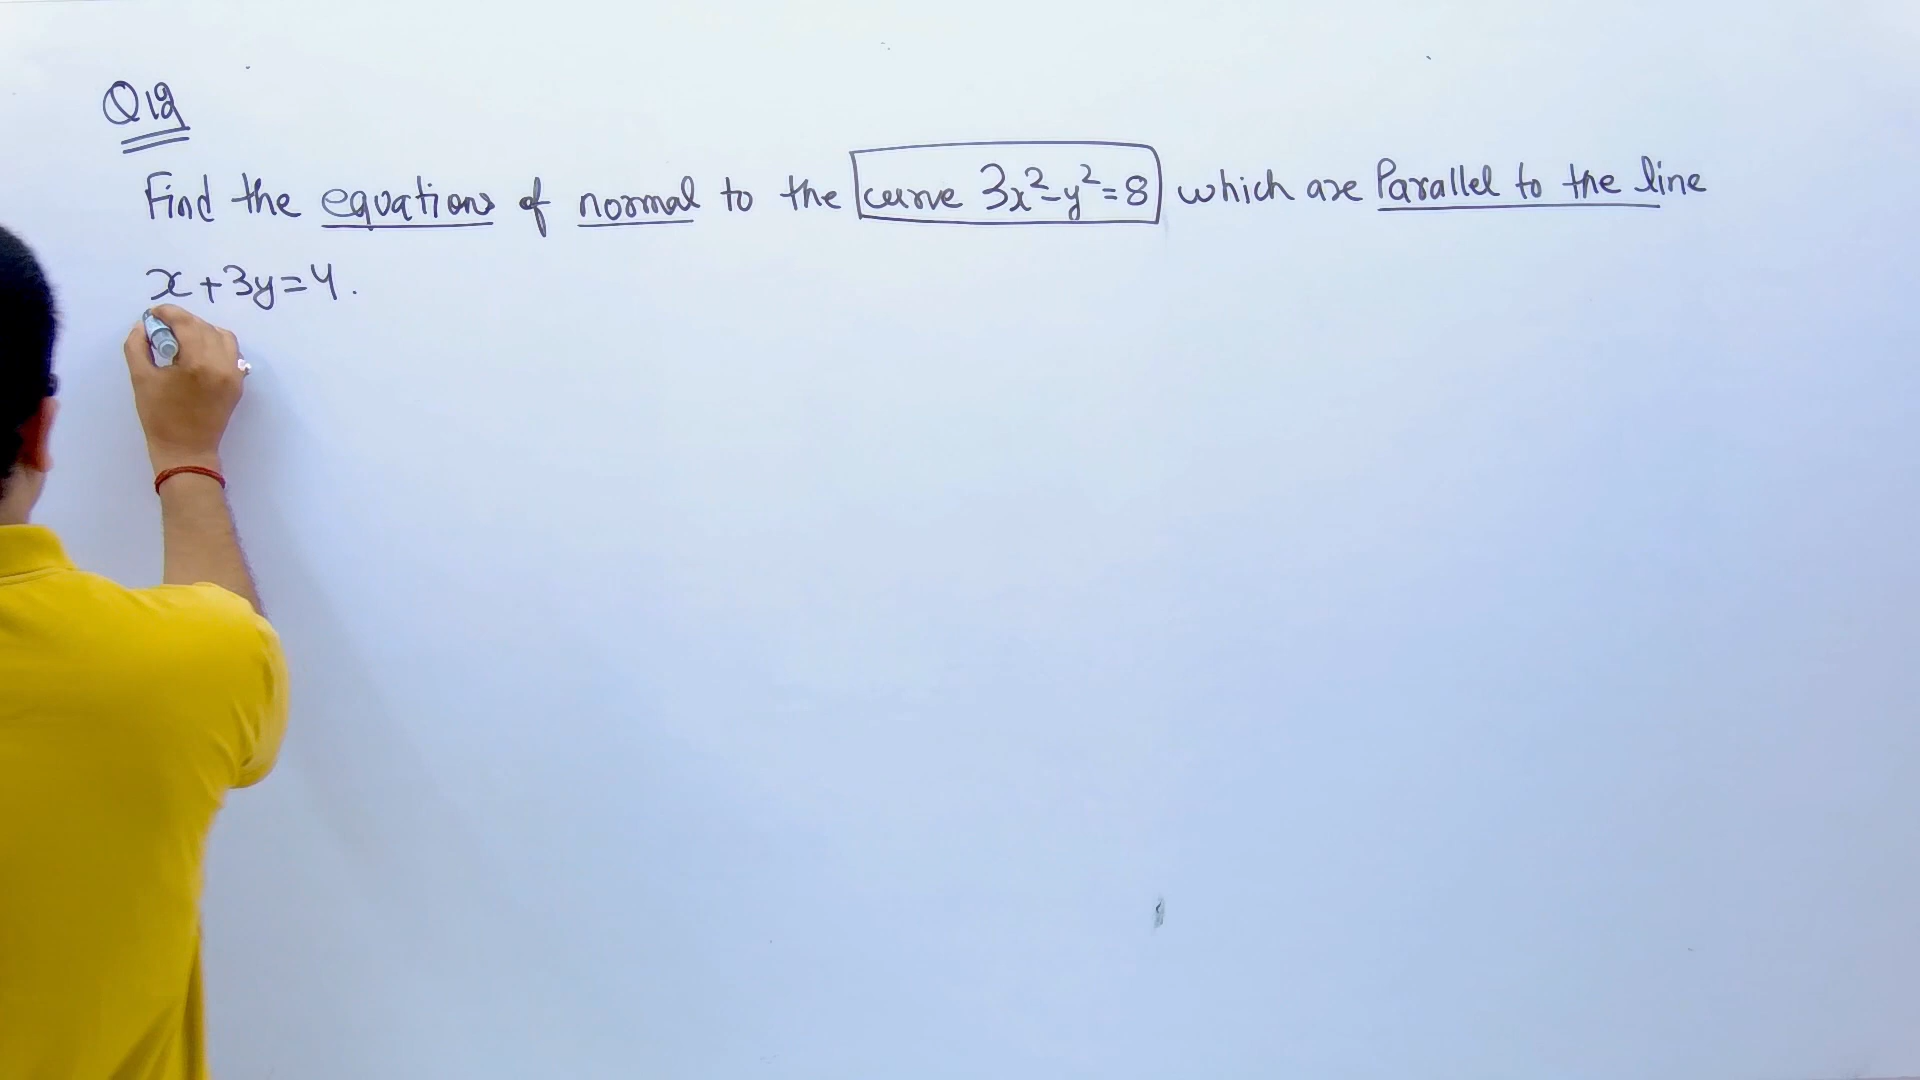 Q12
Find the equations of normal to the curve 3x²-y²=8 which are Parallel to the line
x+3y=4.